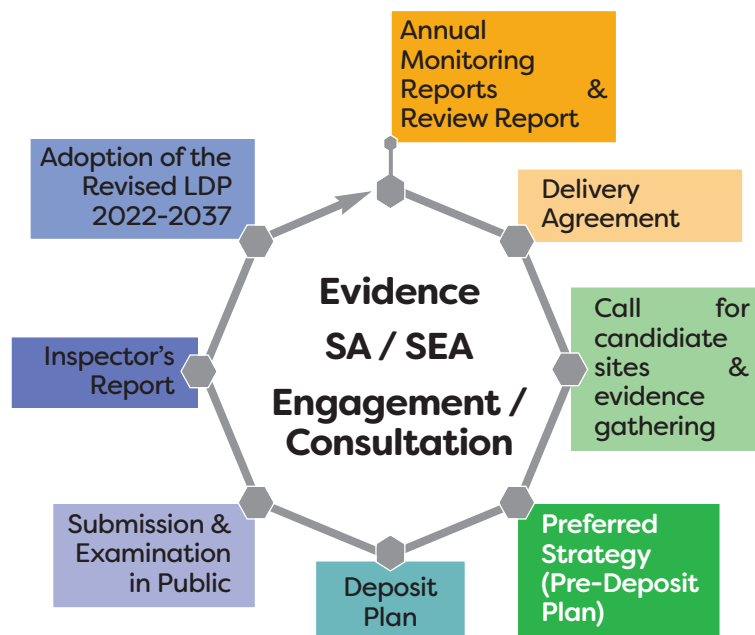 Annual
Monitoring
Reports &
Review Report
Delivery
Agreement
Call for
candidiate
sites &
evidence
gathering
Preferred
Strategy
(Pre-Deposit
Plan)
Deposit
Plan
Submission &
Examination
in Public
Inspector's
Report
Adoption of the
Revised LDP
2022-2037
Evidence
SA / SEA
Engagement /
Consultation